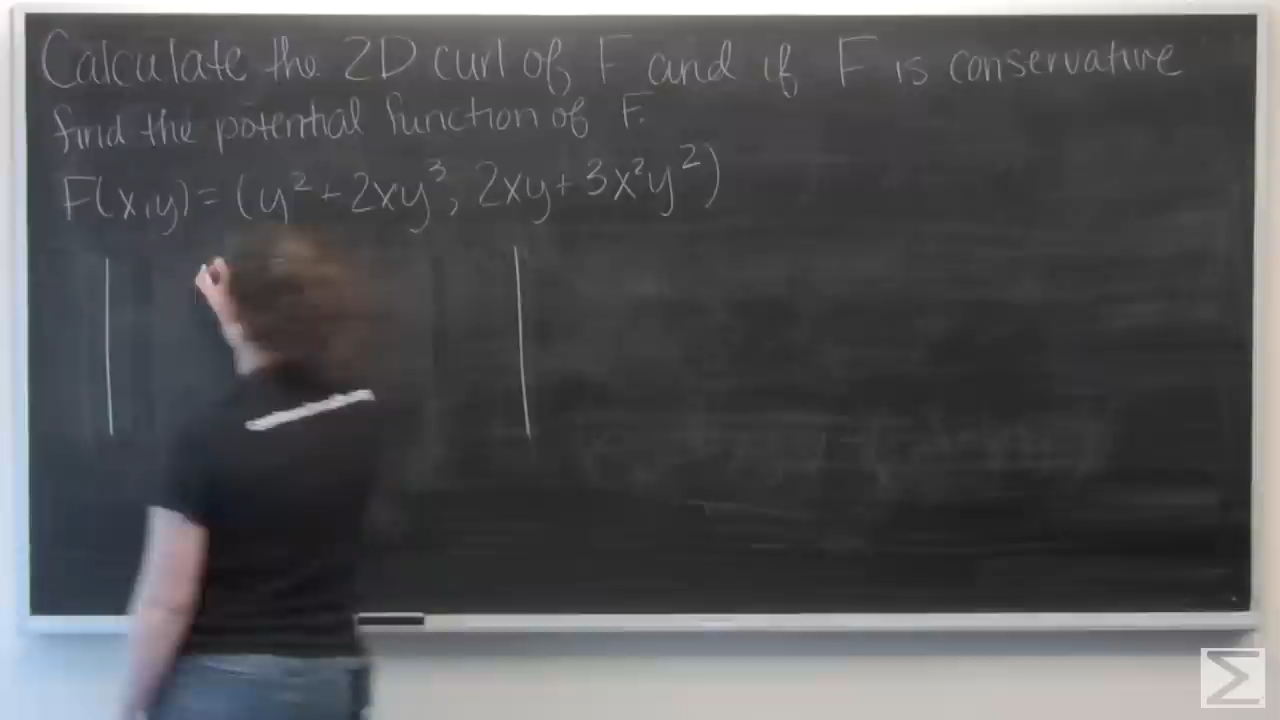 Calculate the 2D curl of F and if F is conservative
find the potential function of F.
F(x,y)=(y²+2xy³, 2xy+3x²y²)
Σ